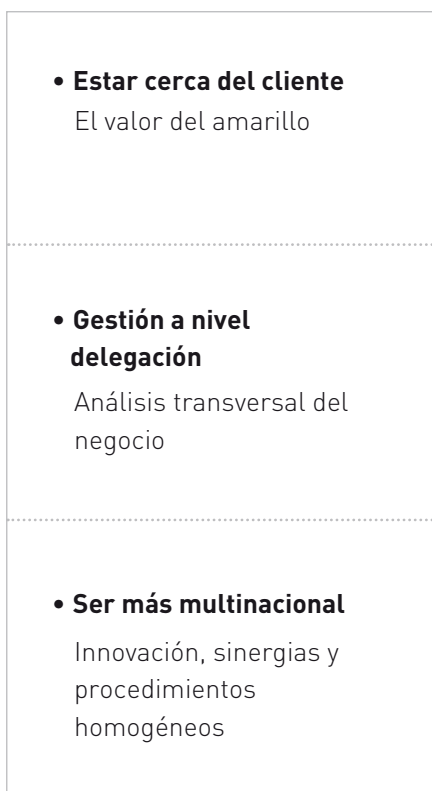 • Estar cerca del cliente
El valor del amarillo
• Gestión a nivel
delegación
Análisis transversal del
negocio
• Ser más multinacional
Innovación, sinergias y
procedimientos
homogéneos